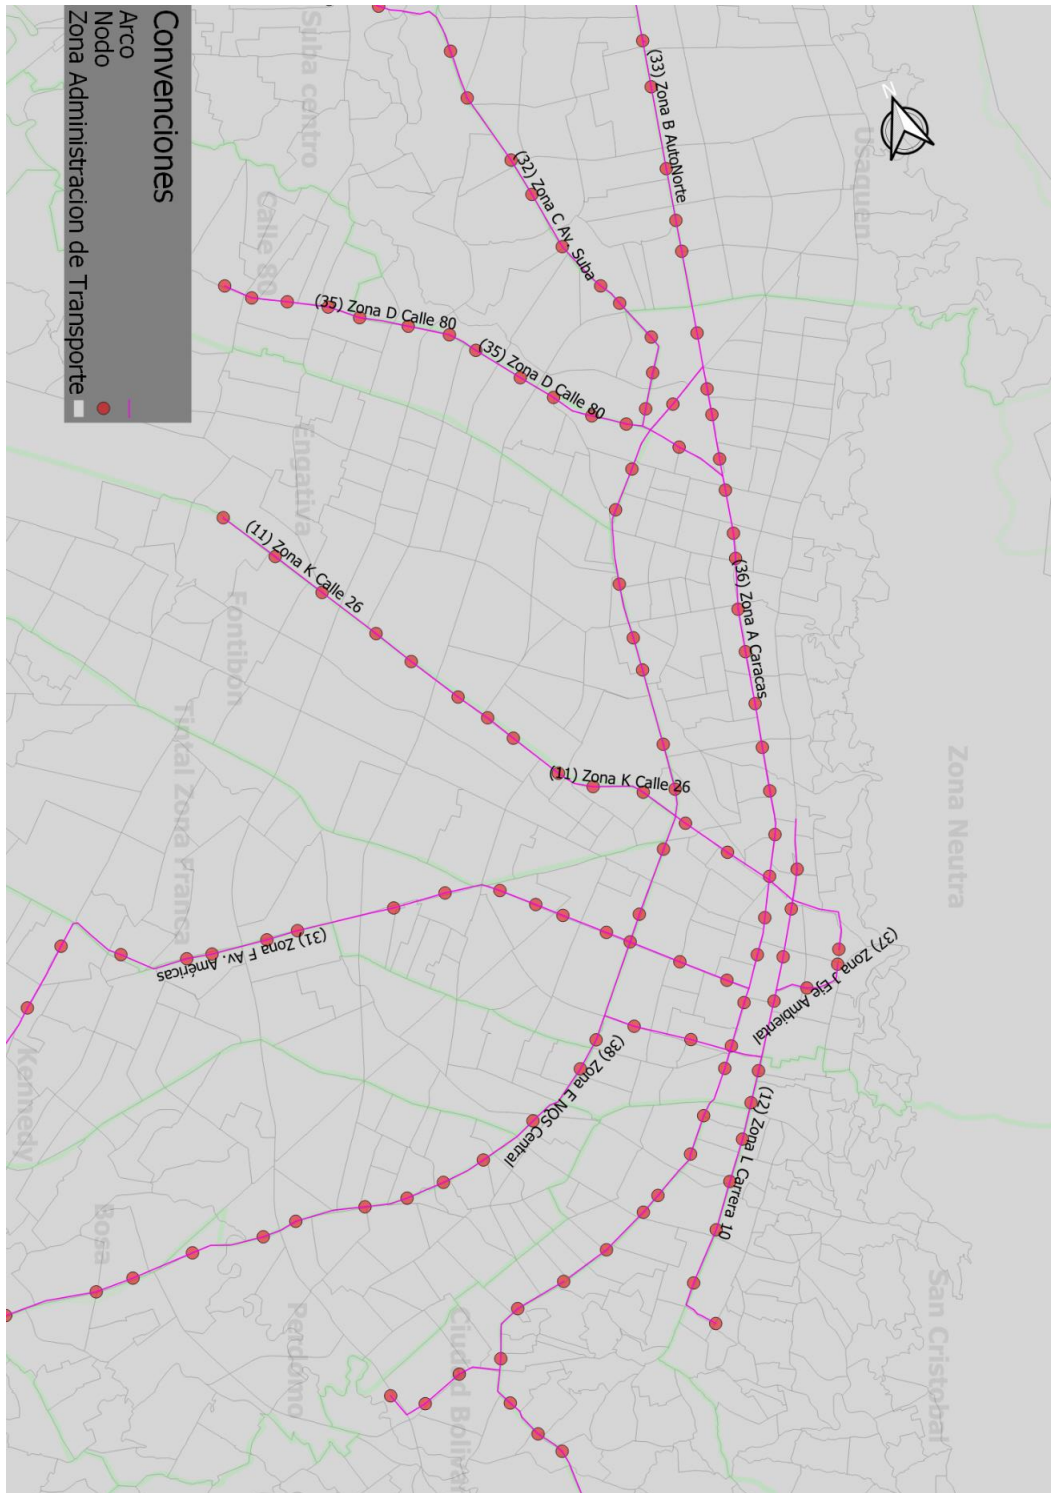 Convenciones
Arco
Nodo
Zona Administracion de Transporte
N
Suba centro
Usaquen
Calle 80
Engativa
Fontibon
Tintal Zona Franca
Zona Neutra
Kennedy
Bosa
Perdomo
Ciudad Bolivar
San Cristobal
(33) Zona B AutoNorte
(32) Zona C Av. Suba
(35) Zona D Calle 80
(35) Zona D Calle 80
(11) Zona K Calle 26
(36) Zona A Caracas
(11) Zona K Calle 26
(31) Zona F Av. Américas
(37) Zona J Eje Ambiental
(38) Zona E NQS Central
(12) Zona L Carrera 10